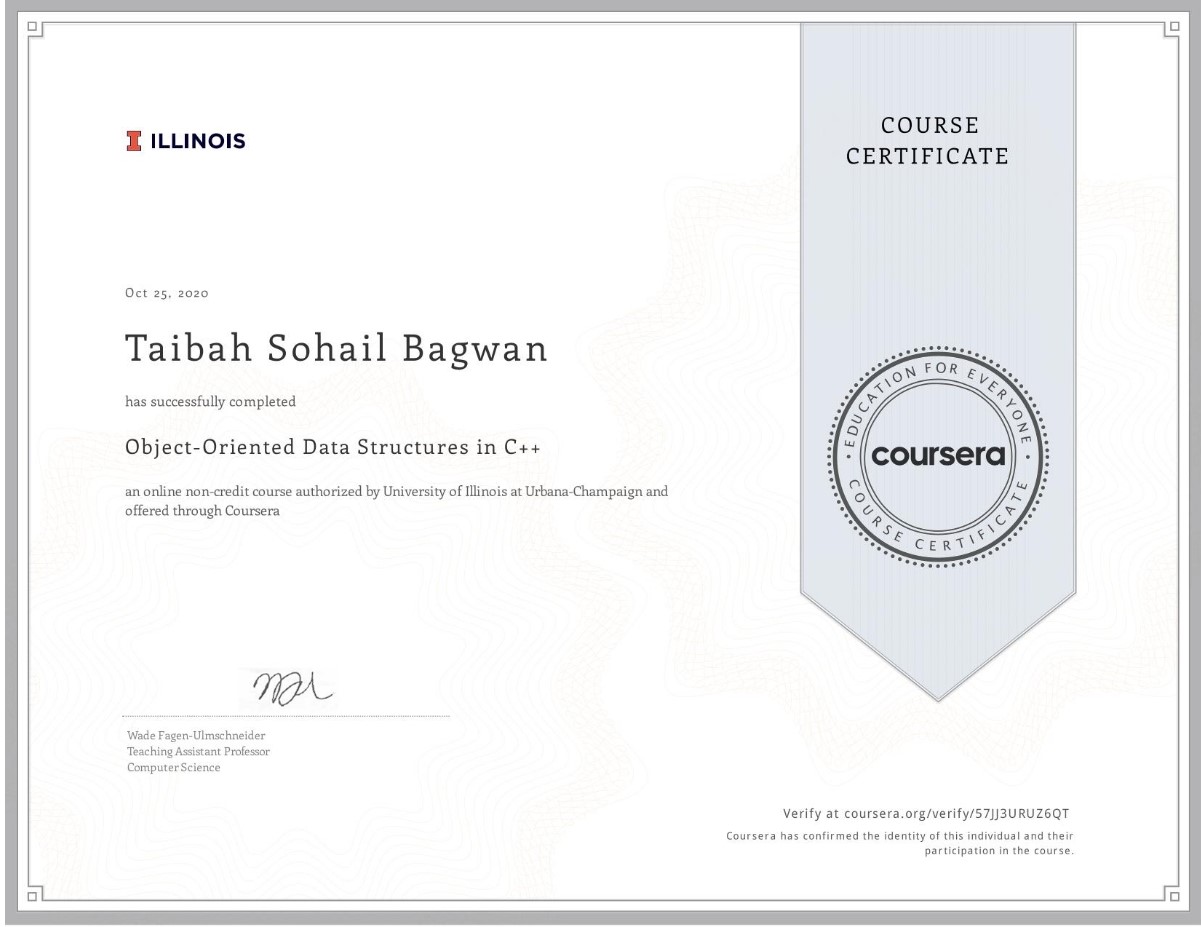 ILLINOIS
COURSE
CERTIFICATE
Oct 25, 2020
Taibah Sohail Bagwan
has successfully completed
Object-Oriented Data Structures in C++
an online non-credit course authorized by University of Illinois at Urbana-Champaign and
offered through Coursera
EDUCATION FOR EVERYONE
coursera
COURSE CERTIFICATE
Wade Fagen-Ulmschneider
Teaching Assistant Professor
Computer Science
Verify at coursera.org/verify/57JJ3URUZ6QT
Coursera has confirmed the identity of this individual and their
participation in the course.